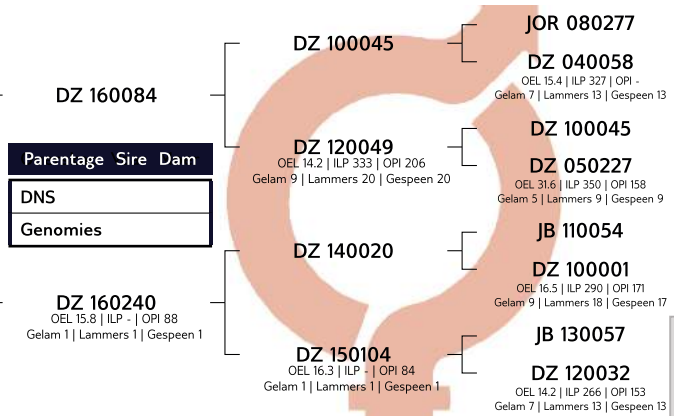 JOR 080277
DZ 100045
DZ 040058
OEL 15.4 | ILP 327 | OPI -
Gelam 7 | Lammers 13 | Gespeen 13
DZ 160084
DZ 120049
OEL 14.2 | ILP 333 | OPI 206
Gelam 9 | Lammers 20 | Gespeen 20
DZ 100045
DZ 050227
OEL 31.6 | ILP 350 | OPI 158
Gelam 5 | Lammers 9 | Gespeen 9
Parentage Sire Dam
DNS
Genomies
JB 110054
DZ 140020
DZ 100001
OEL 16.5 | ILP 290 | OPI 171
Gelam 9 | Lammers 18 | Gespeen 17
DZ 160240
OEL 15.8 | ILP - | OPI 88
Gelam 1 | Lammers 1 | Gespeen 1
JB 130057
DZ 150104
OEL 16.3 | ILP - | OPI 84
Gelam 1 | Lammers 1 | Gespeen 1
DZ 120032
OEL 14.2 | ILP 266 | OPI 153
Gelam 7 | Lammers 13 | Gespeen 13